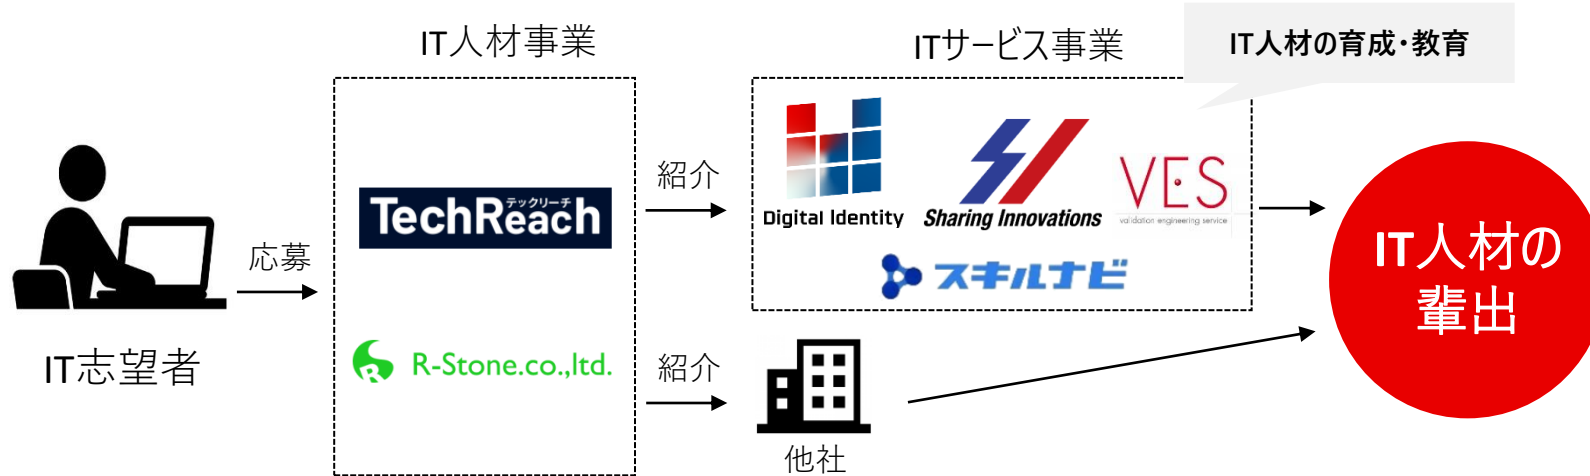 IT人材事業
ITサービス事業
IT人材の育成・教育
IT志望者
応募
テックリーチ
TechReach
R-Stone.co.,ltd.
紹介
紹介
Digital Identity
Sharing Innovations
VES
validation engineering service
スキルナビ
他社
IT人材の
輩出